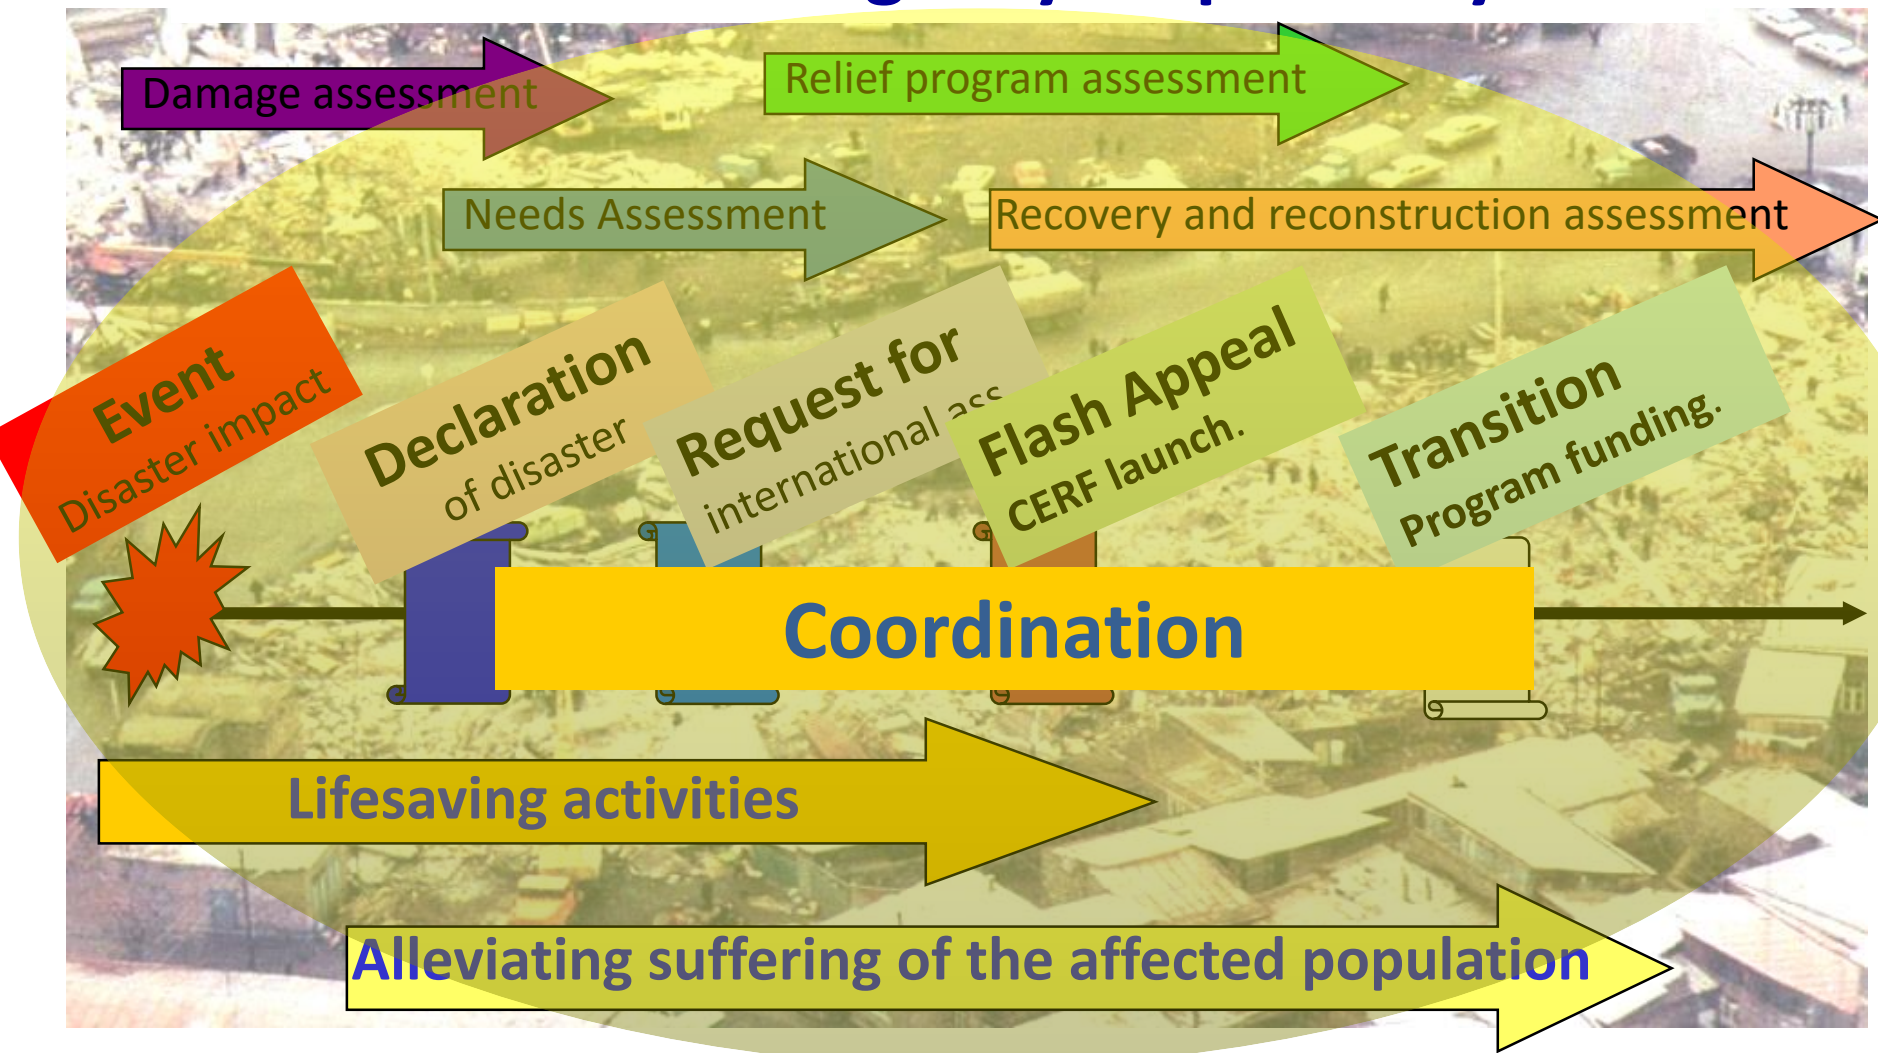 Damage assessment
Relief program assessment
Needs Assessment
Recovery and reconstruction assessment
Event
Disaster impact
Declaration
of disaster
Request for
international ass
Flash Appeal
CERF launch.
Transition
Program funding.
Coordination
Lifesaving activities
Alleviating suffering of the affected population